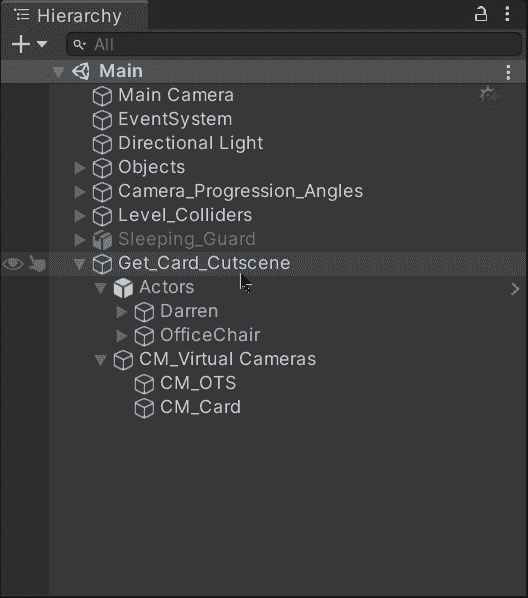 Hierarchy
All
Main
Main Camera
EventSystem
Directional Light
Objects
Camera_Progression_Angles
Level_Colliders
Sleeping_Guard
Get_Card_Cutscene
Actors
Darren
OfficeChair
CM_Virtual Cameras
CM_OTS
CM_Card